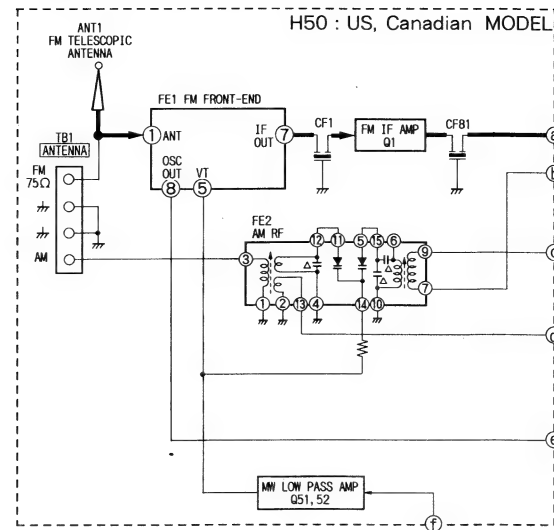 H50 : US, Canadian MODEL
ANT1
FM TELESCOPIC
ANTENNA
FE1 FM FRONT-END
TB1
ANTENNA
1 ANT
IF
OUT
7
CF1
FM IF AMP
Q1
CF81
a
OSC
OUT
VT
8
5
FM
75Ω
b
FE2
AM RF
12
11
5
15
6
AM
3
9
7
1
2
13
4
14
10
e
MW LOW PASS AMP
Q51, 52
f